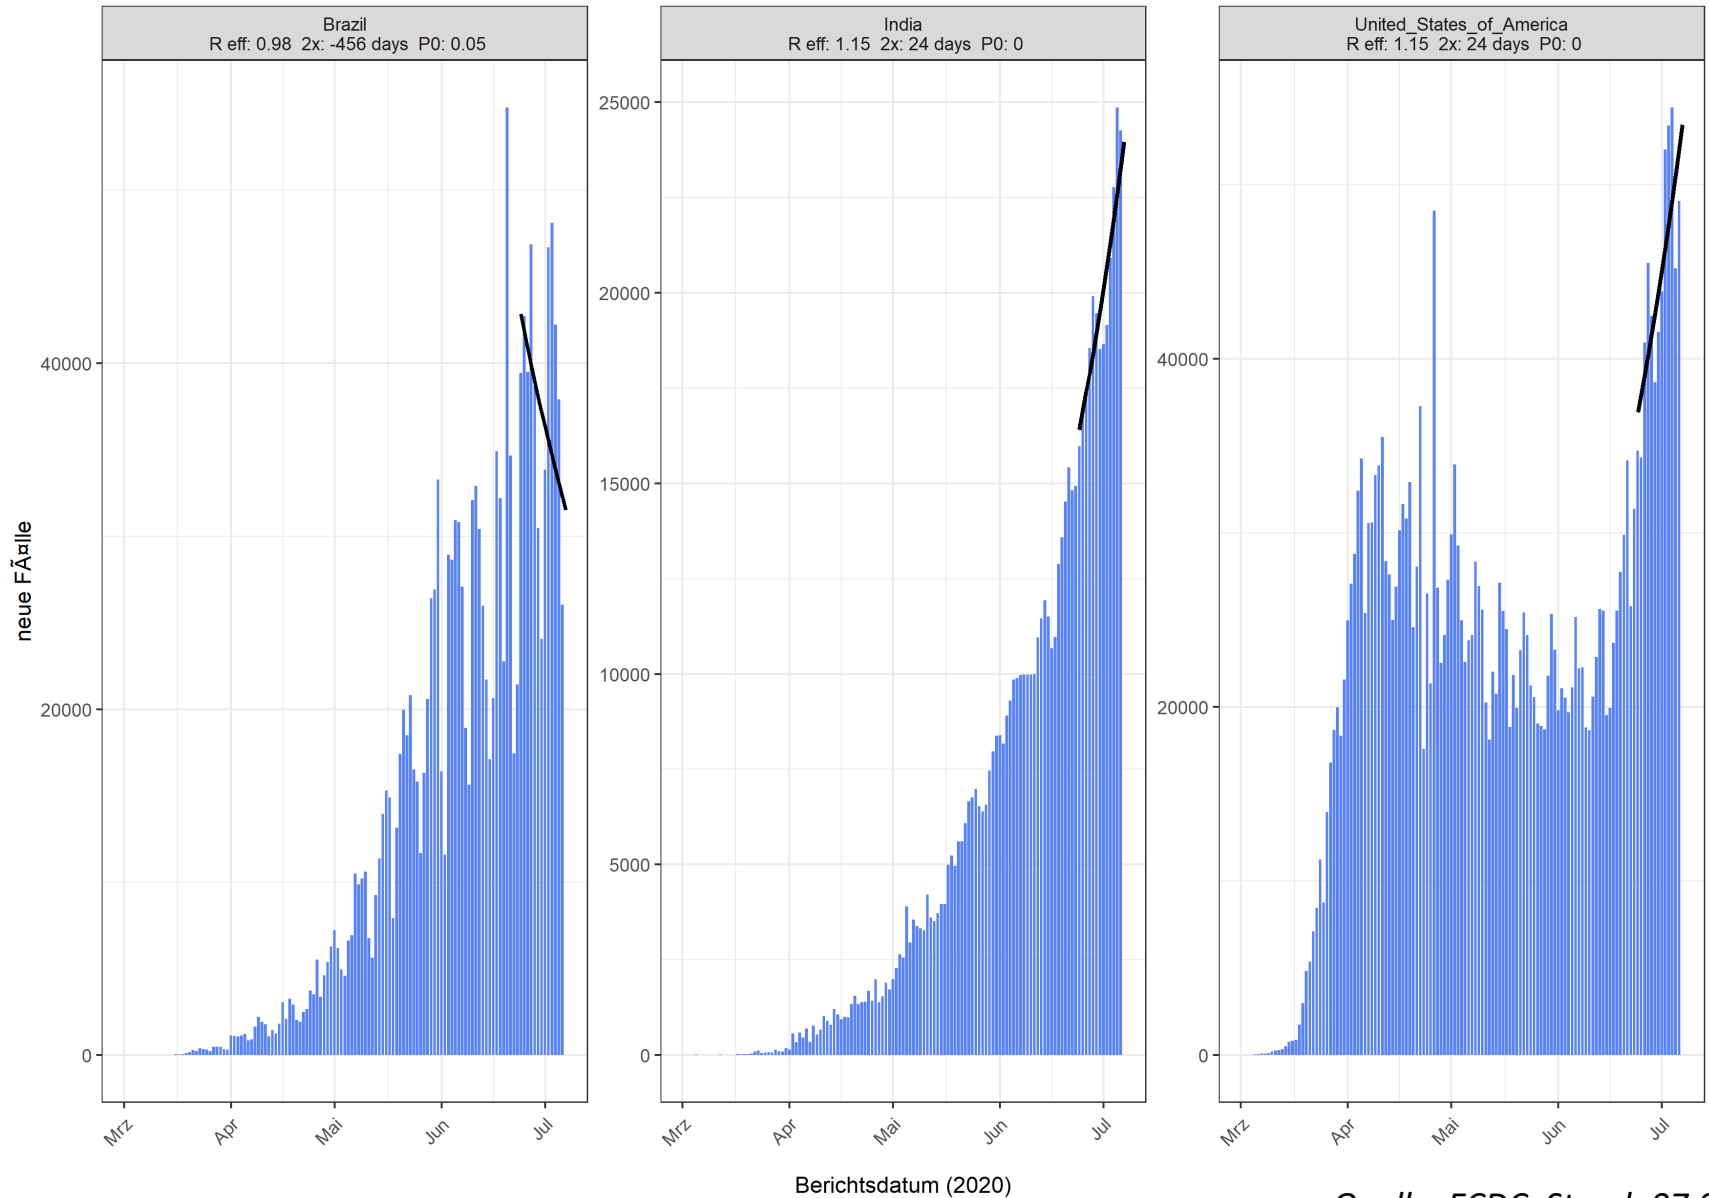 Brazil
R eff: 0.98 2x: -456 days P0: 0.05
India
R eff: 1.15 2x: 24 days P0: 0
United_States_of_America
R eff: 1.15 2x: 24 days P0: 0
neue FÃ¤lle
40000
20000
0
25000
20000
15000
10000
5000
0
40000
20000
0
Mrz
Apr
Mai
Jun
Jul
Mrz
Apr
Mai
Jun
Jul
Mrz
Apr
Mai
Jun
Jul
Berichtsdatum (2020)